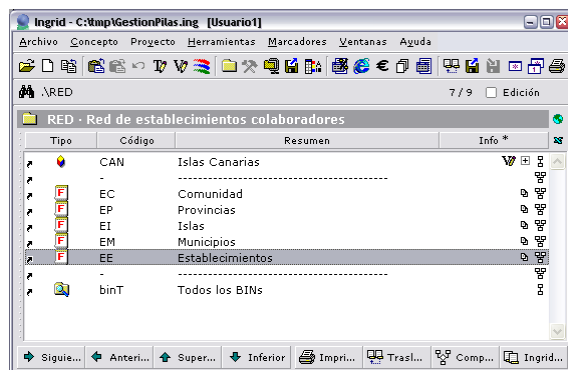 Ingrid - C:\tmp\GestionPilas.ing [Usuario1]
Archivo Concepto Proyecto Herramientas Marcadores Ventanas Ayuda
.\RED 7 / 9 Edición
RED · Red de establecimientos colaboradores
Tipo Código Resumen Info *
CAN Islas Canarias
- ----------------------------------------
F EC Comunidad
F EP Provincias
F EI Islas
F EM Municipios
F EE Establecimientos
- ----------------------------------------
binT Todos los BINs
Siguie... Anteri... Super... Inferior Impri... Trasl... Comp... Ingrid...